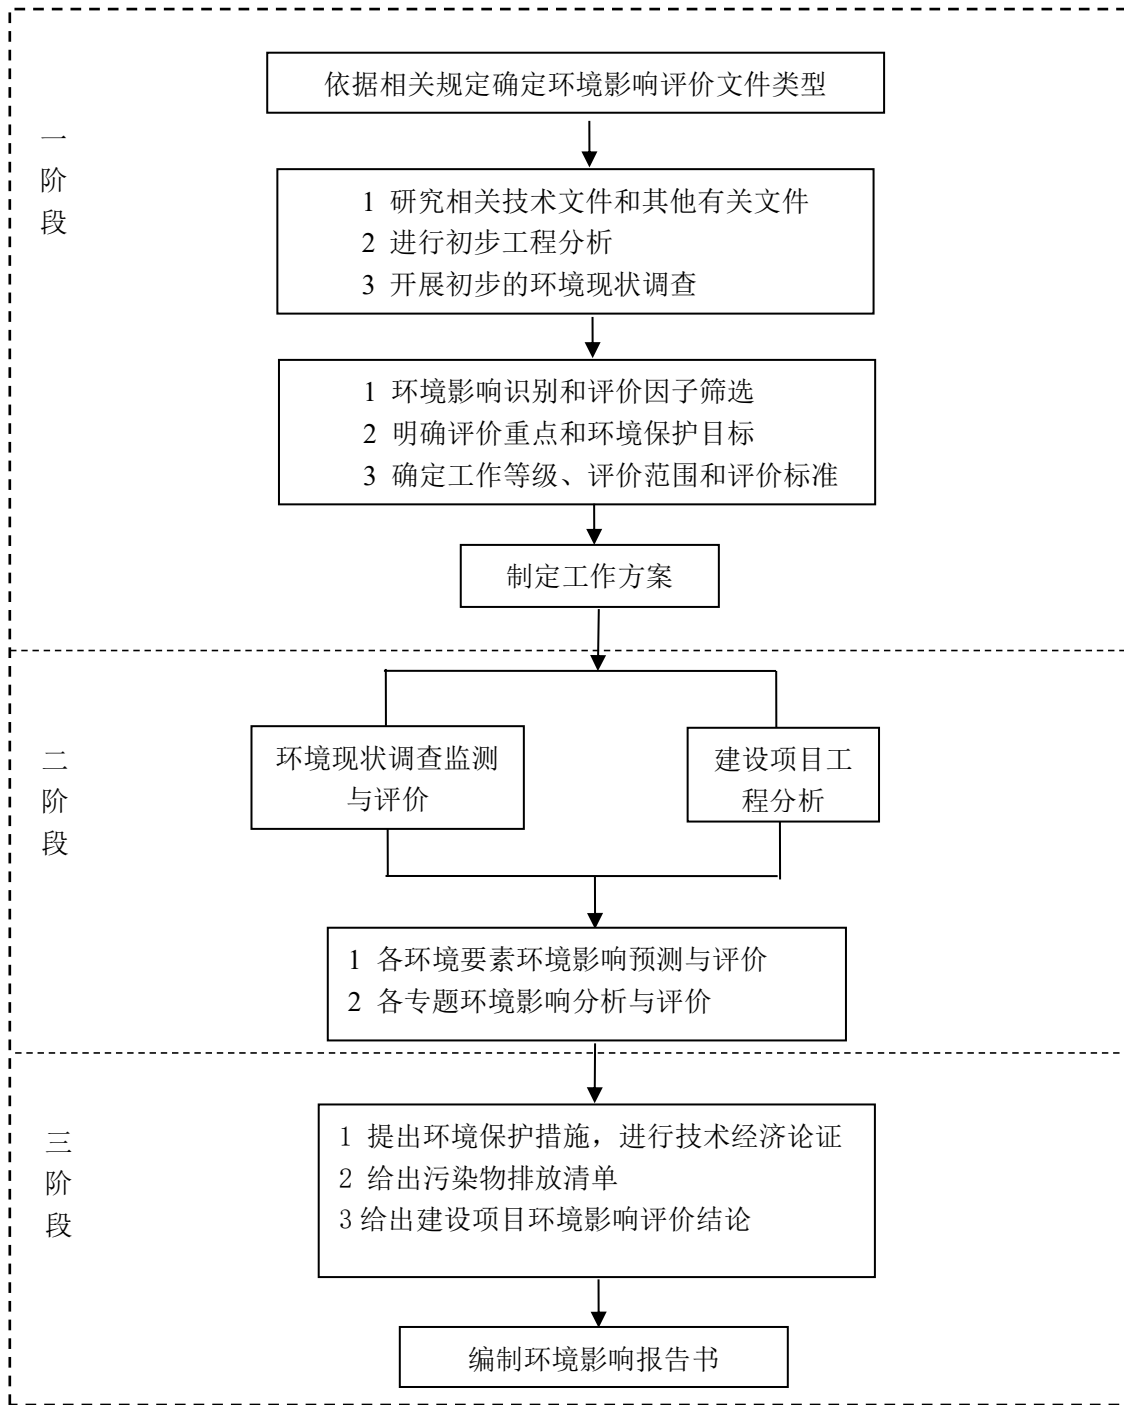 依据相关规定确定环境影响评价文件类型
一
阶
段
1 研究相关技术文件和其他有关文件
2 进行初步工程分析
3 开展初步的环境现状调查
1 环境影响识别和评价因子筛选
2 明确评价重点和环境保护目标
3 确定工作等级、评价范围和评价标准
制定工作方案
二
阶
段
环境现状调查监测
与评价
建设项目工
程分析
1 各环境要素环境影响预测与评价
2 各专题环境影响分析与评价
三
阶
段
1 提出环境保护措施，进行技术经济论证
2 给出污染物排放清单
3给出建设项目环境影响评价结论
编制环境影响报告书